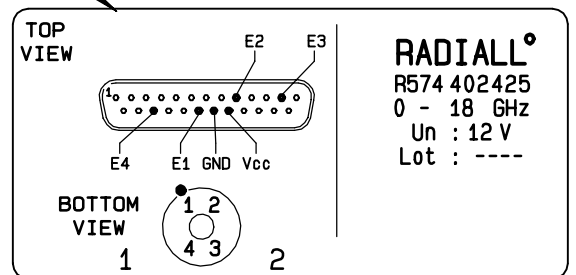 TOP
VIEW
E2
E3
1
E4
E1
GND
Vcc
BOTTOM
VIEW
1 2
4 3
1
2
RADIALL°
R574 402425
0 - 18 GHz
Un : 12 V
Lot : ----